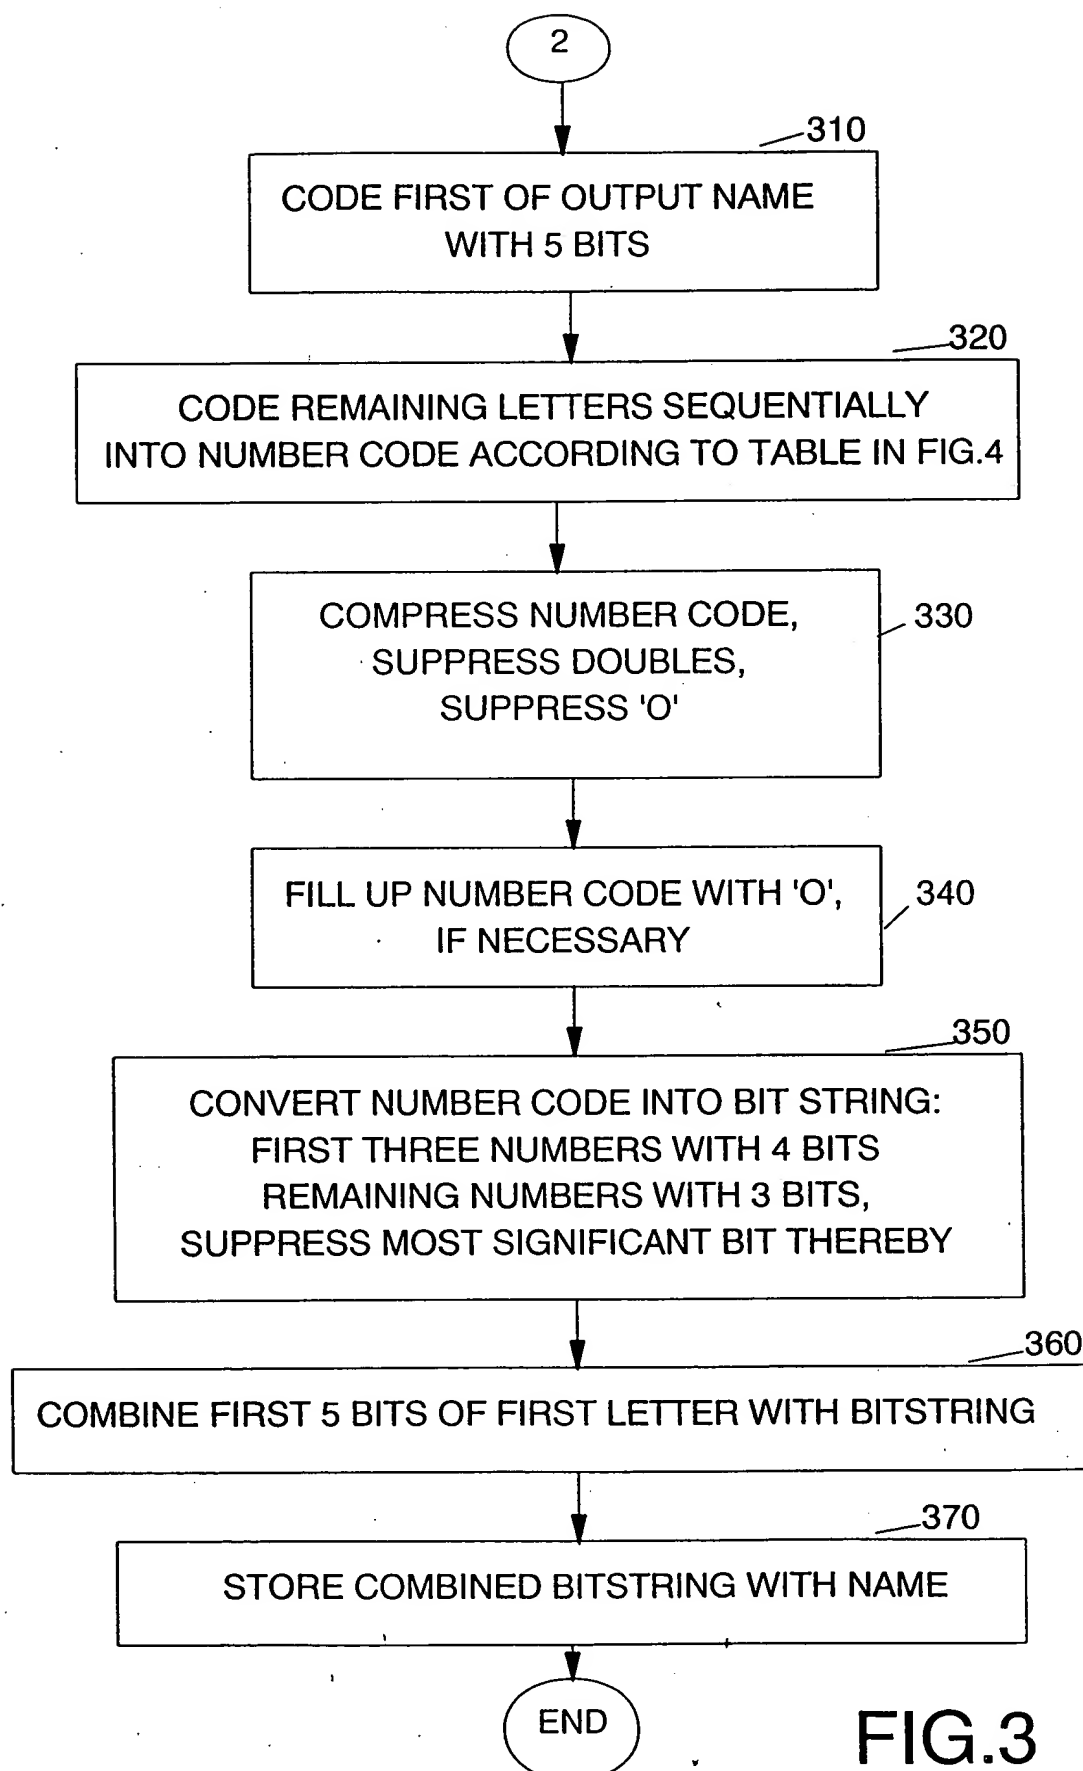 2
310
CODE FIRST OF OUTPUT NAME
WITH 5 BITS
320
CODE REMAINING LETTERS SEQUENTIALLY
INTO NUMBER CODE ACCORDING TO TABLE IN FIG.4
COMPRESS NUMBER CODE,
SUPPRESS DOUBLES,
SUPPRESS 'O'
330
FILL UP NUMBER CODE WITH 'O',
IF NECESSARY
340
350
CONVERT NUMBER CODE INTO BIT STRING:
FIRST THREE NUMBERS WITH 4 BITS
REMAINING NUMBERS WITH 3 BITS,
SUPPRESS MOST SIGNIFICANT BIT THEREBY
360
COMBINE FIRST 5 BITS OF FIRST LETTER WITH BITSTRING
370
STORE COMBINED BITSTRING WITH NAME
END
FIG.3